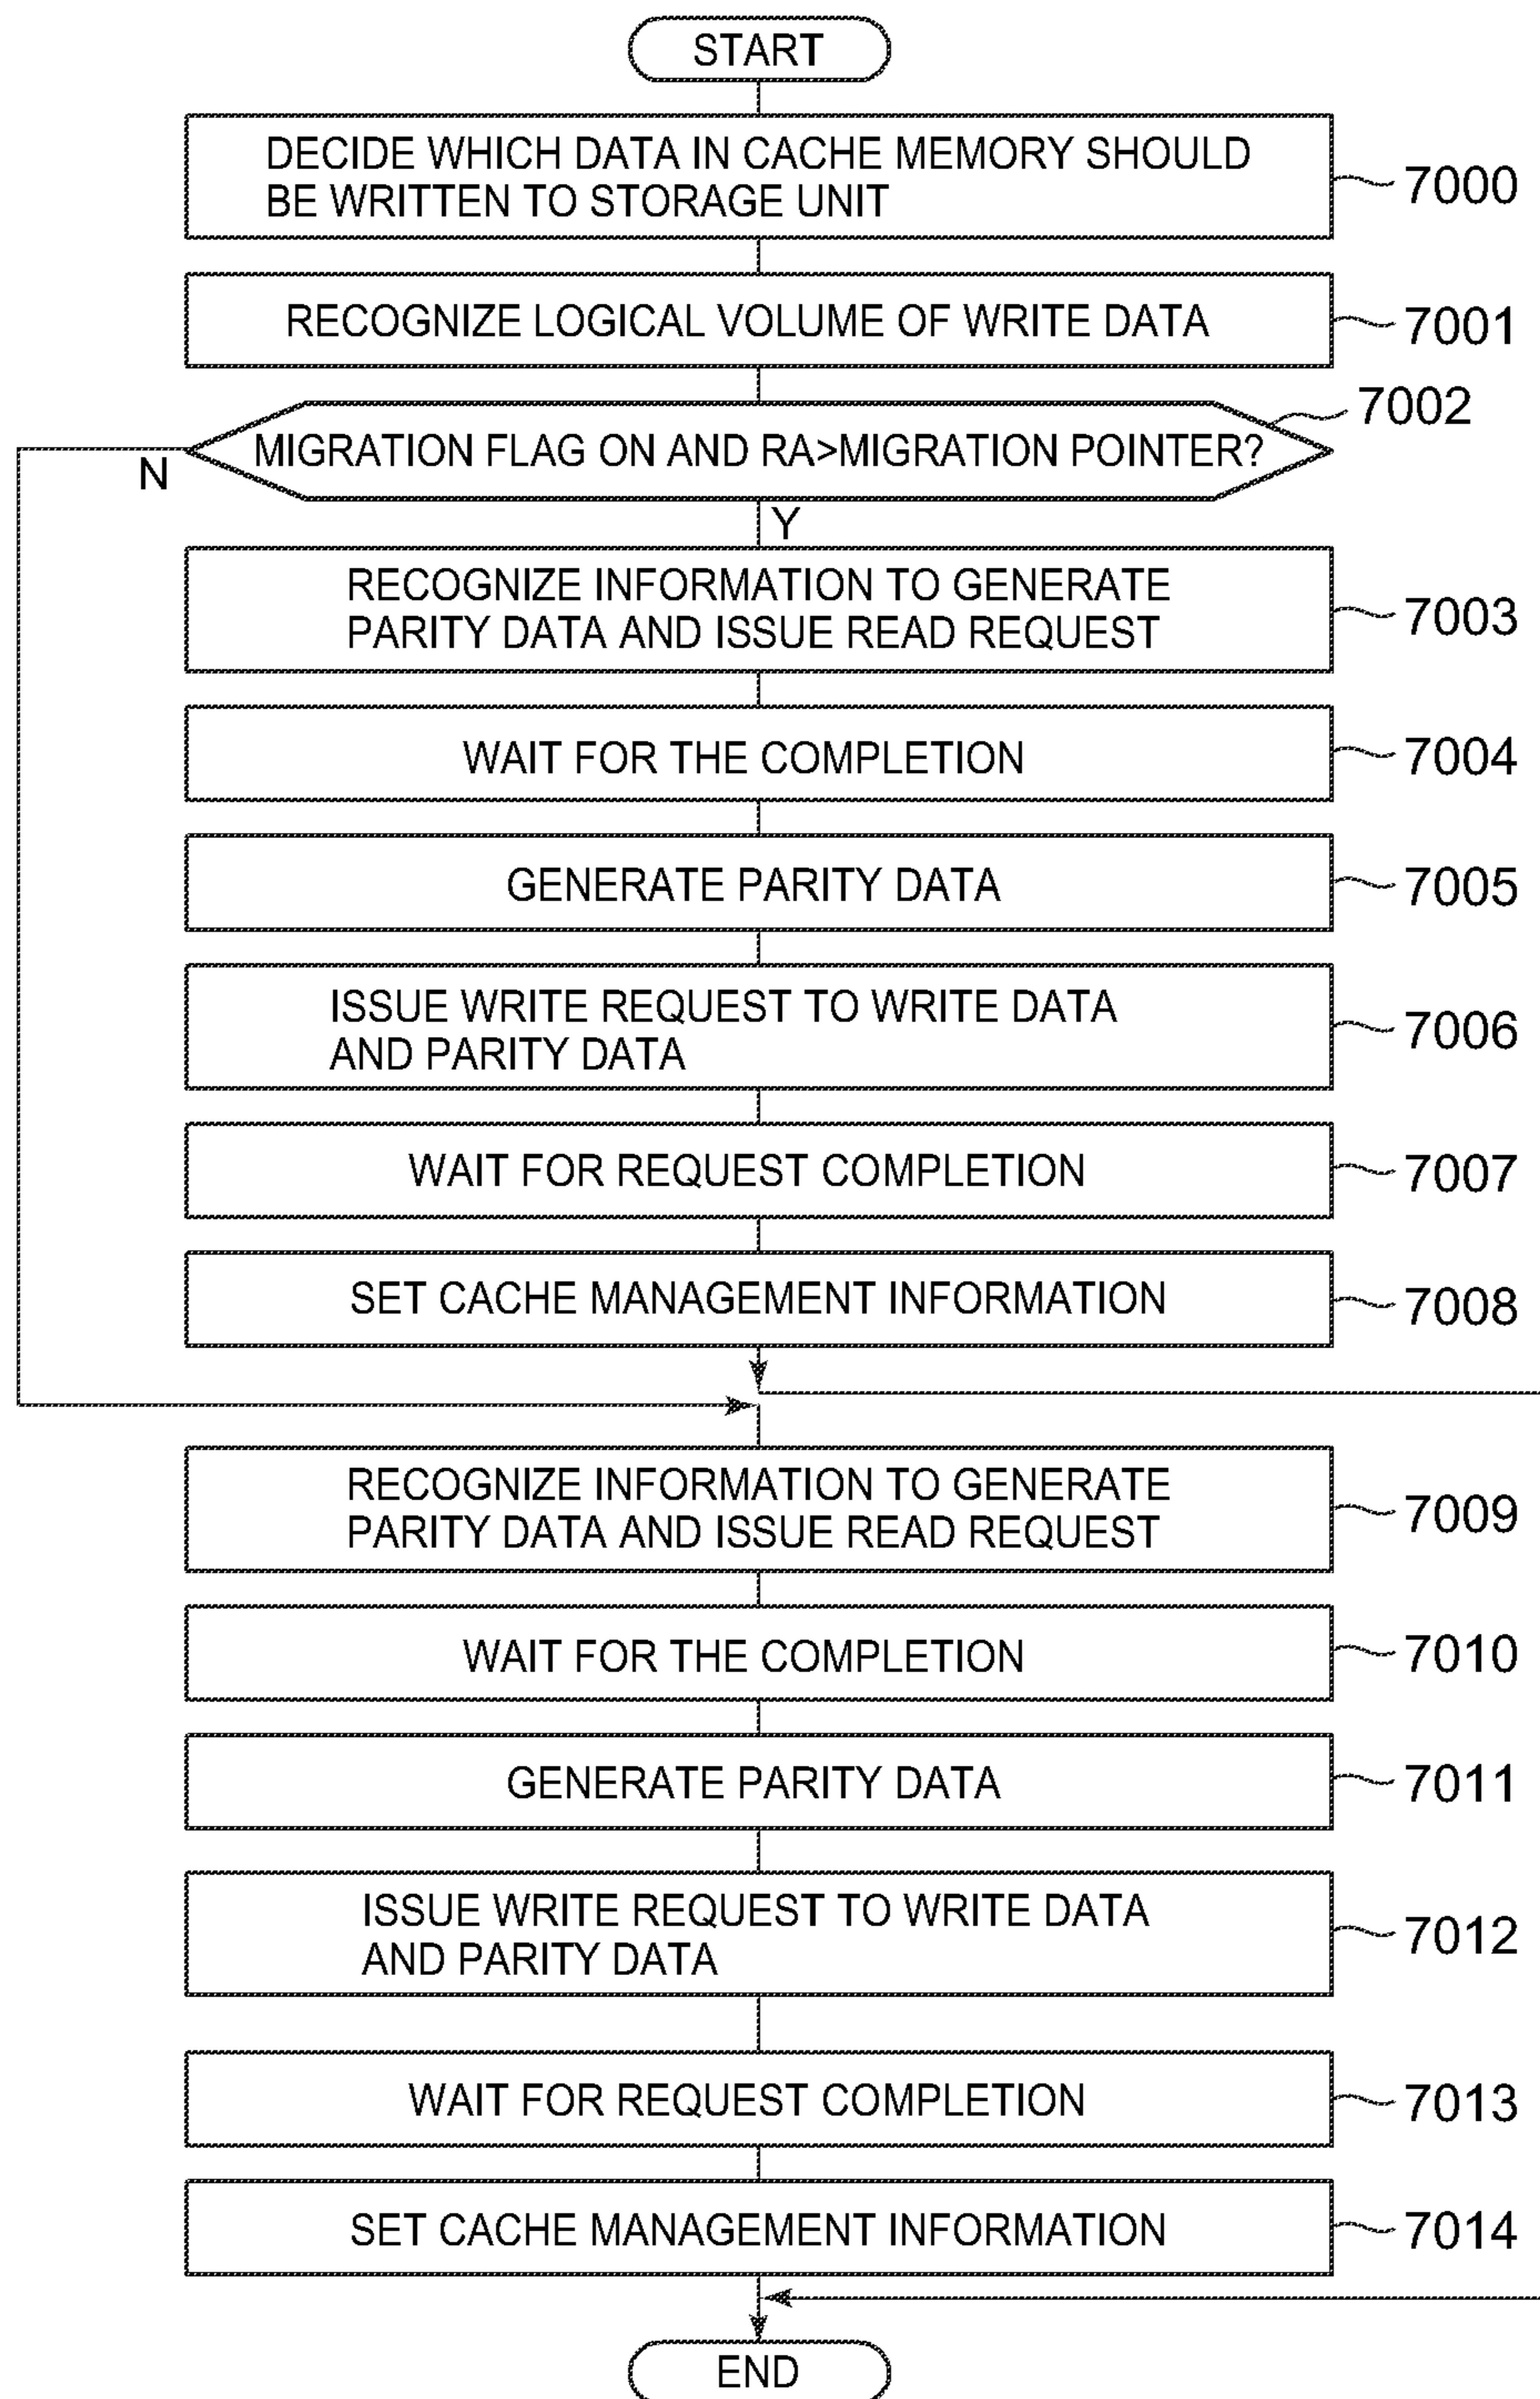 START
DECIDE WHICH DATA IN CACHE MEMORY SHOULD
BE WRITTEN TO STORAGE UNIT
7000
RECOGNIZE LOGICAL VOLUME OF WRITE DATA
7001
MIGRATION FLAG ON AND RA>MIGRATION POINTER?
7002
N
Y
RECOGNIZE INFORMATION TO GENERATE
PARITY DATA AND ISSUE READ REQUEST
7003
WAIT FOR THE COMPLETION
7004
GENERATE PARITY DATA
7005
ISSUE WRITE REQUEST TO WRITE DATA
AND PARITY DATA
7006
WAIT FOR REQUEST COMPLETION
7007
SET CACHE MANAGEMENT INFORMATION
7008
RECOGNIZE INFORMATION TO GENERATE
PARITY DATA AND ISSUE READ REQUEST
7009
WAIT FOR THE COMPLETION
7010
GENERATE PARITY DATA
7011
ISSUE WRITE REQUEST TO WRITE DATA
AND PARITY DATA
7012
WAIT FOR REQUEST COMPLETION
7013
SET CACHE MANAGEMENT INFORMATION
7014
END